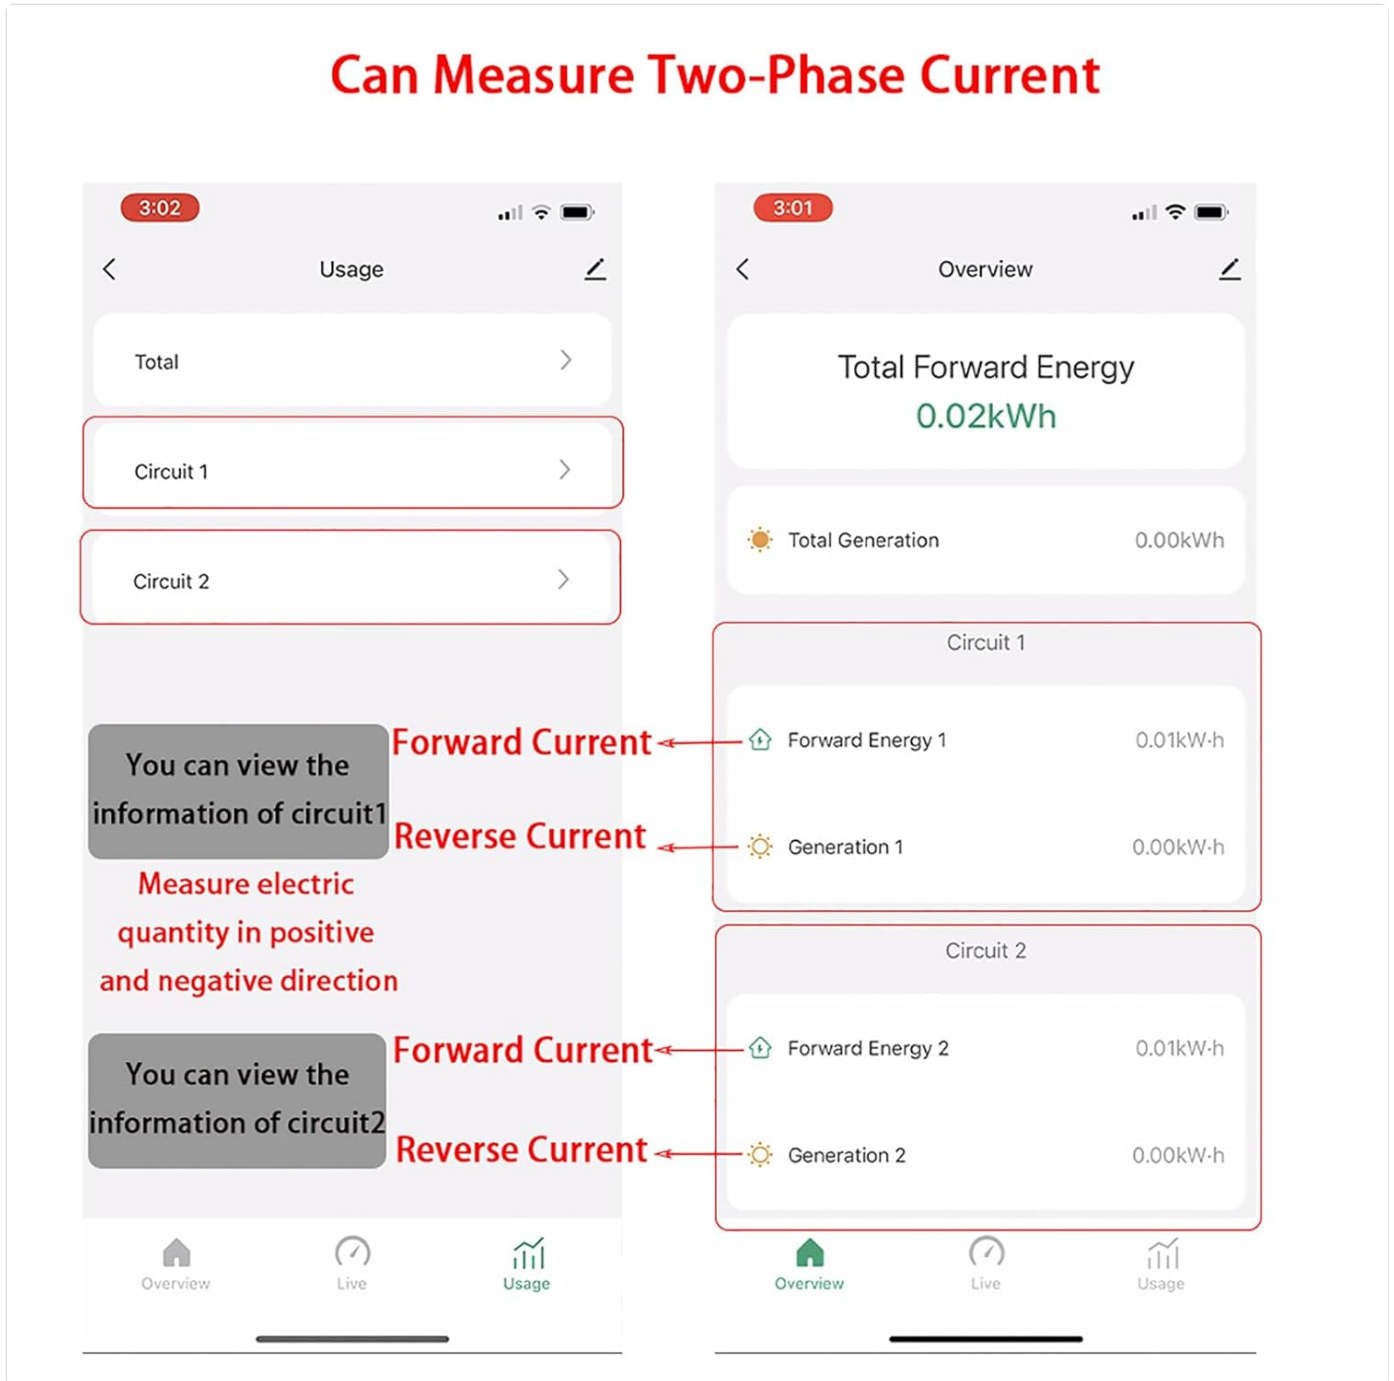 Can Measure Two-Phase Current
3:02
Usage
Total
Circuit 1
Circuit 2
You can view the
information of circuit1
Measure electric
quantity in positive
and negative direction
You can view the
information of circuit2
Forward Current
Reverse Current
Forward Current
Reverse Current
Overview
Live
Usage
3:01
Overview
Total Forward Energy
0.02kWh
Total Generation 0.00kWh
Circuit 1
Forward Energy 1 0.01kW·h
Generation 1 0.00kW·h
Circuit 2
Forward Energy 2 0.01kW·h
Generation 2 0.00kW·h
Overview
Live
Usage